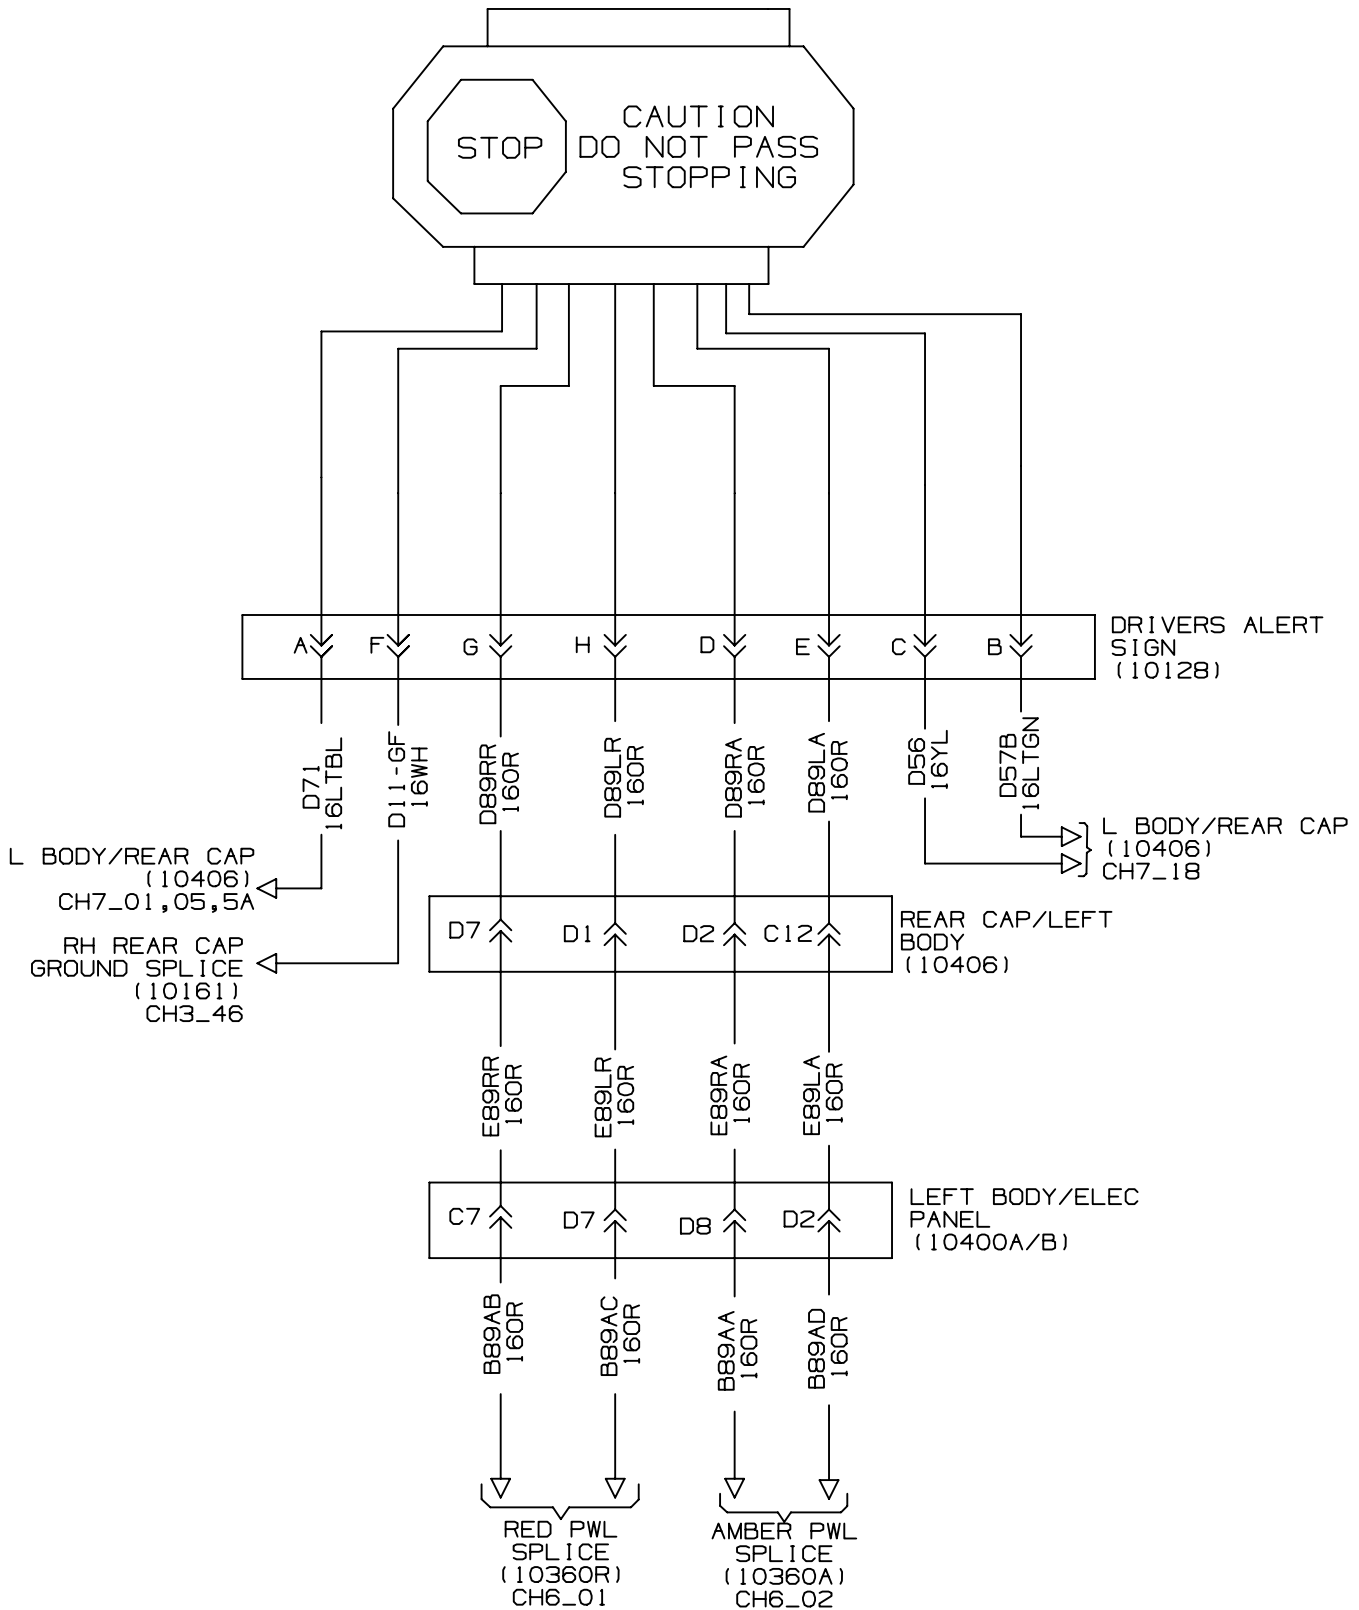 CAUTION
STOP DO NOT PASS
STOPPING
A F G H D E C B
DRIVERS ALERT
SIGN
(10128)
D71
16LTBL
D11-GF
16WH
D89RR
16OR
D89LR
16OR
D89RA
16OR
D89LA
16OR
D56
16YL
D57B
16LTGN
L BODY/REAR CAP
(10406)
CH7_18
L BODY/REAR CAP
(10406)
CH7_01,05,5A
RH REAR CAP
GROUND SPLICE
(10161)
CH3_46
D7 D1 D2 C12
REAR CAP/LEFT
BODY
(10406)
E89RR
16OR
E89LR
16OR
E89RA
16OR
E89LA
16OR
C7 D7 D8 D2
LEFT BODY/ELEC
PANEL
(10400A/B)
B89AB
16OR
B89AC
16OR
B89AA
16OR
B89AD
16OR
RED PWL
SPLICE
(10360R)
CH6_01
AMBER PWL
SPLICE
(10360A)
CH6_02